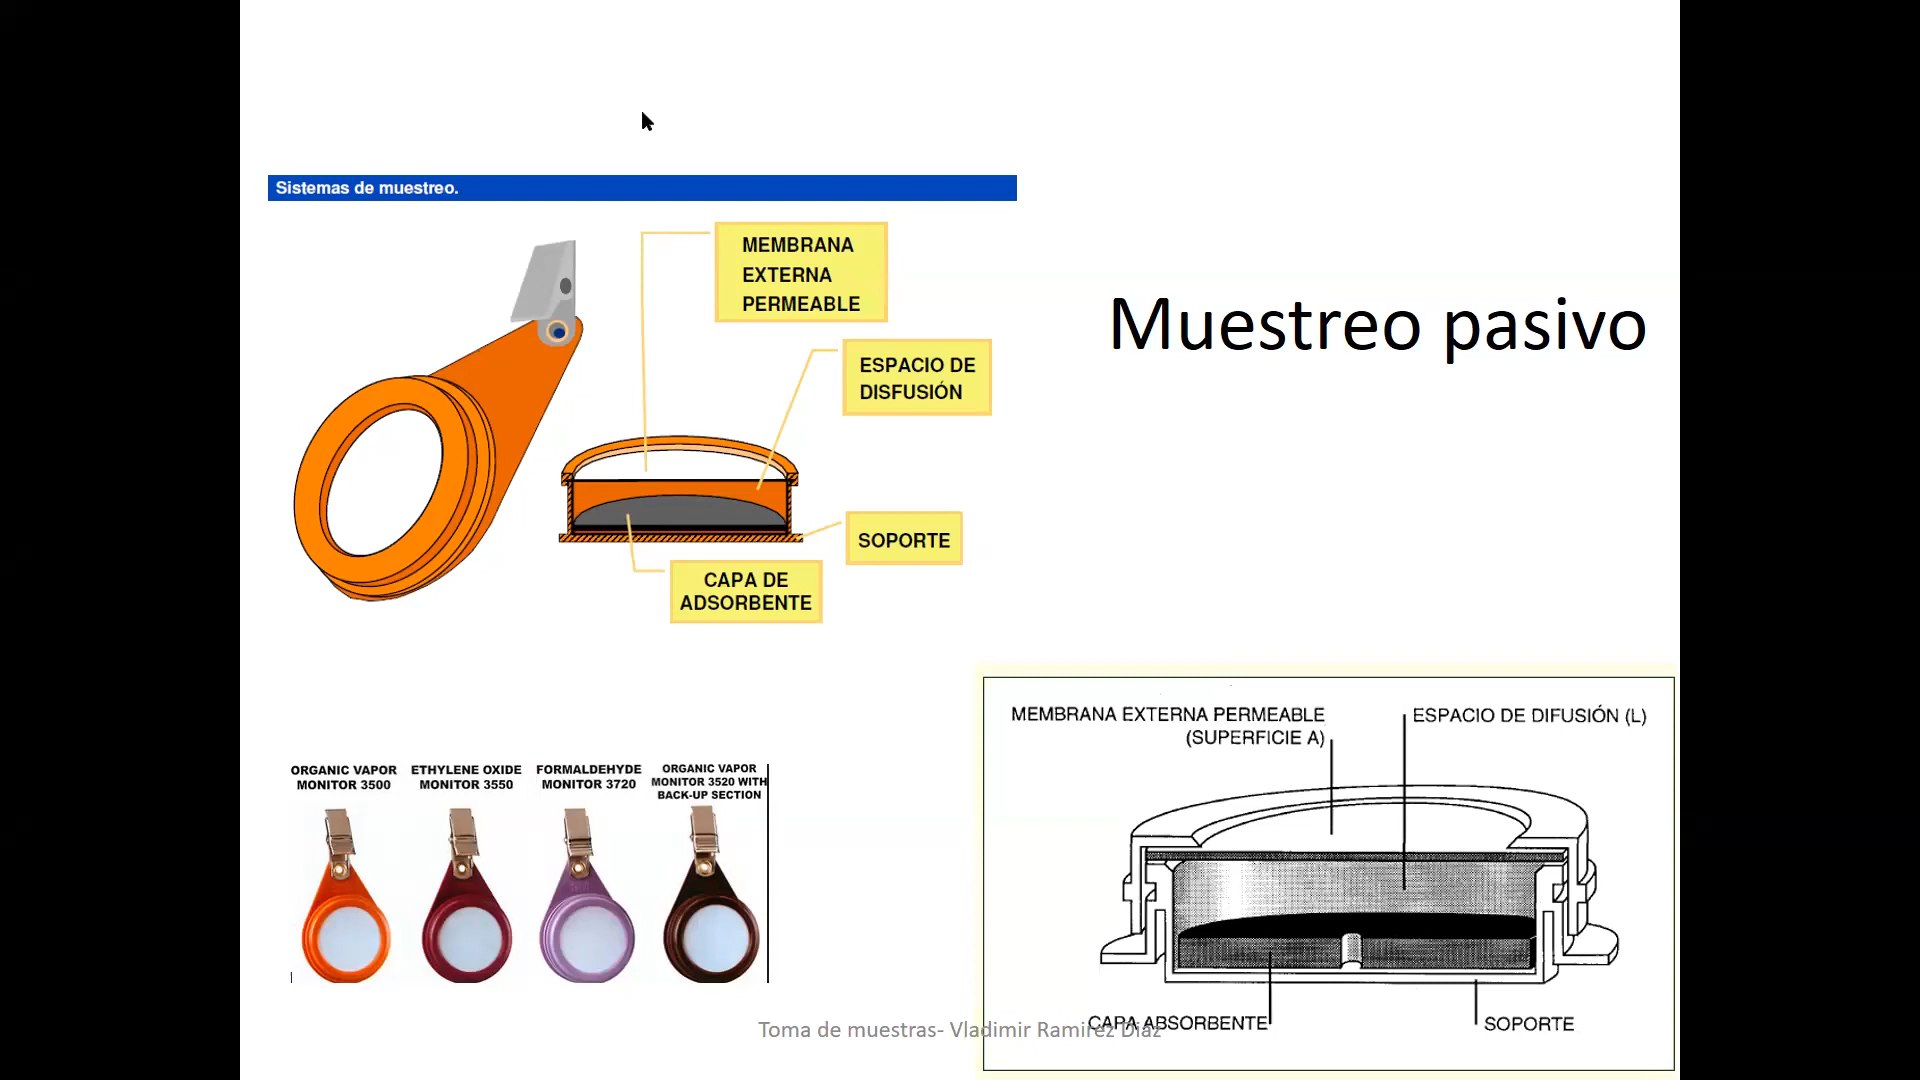 Sistemas de muestreo.
MEMBRANA
EXTERNA
PERMEABLE
ESPACIO DE
DISFUSIÓN
SOPORTE
CAPA DE
ADSORBENTE
Muestreo pasivo
ORGANIC VAPOR
MONITOR 3500
ETHYLENE OXIDE
MONITOR 3550
FORMALDEHYDE
MONITOR 3720
ORGANIC VAPOR
MONITOR 3520 WITH
BACK-UP SECTION
MEMBRANA EXTERNA PERMEABLE
(SUPERFICIE A)
ESPACIO DE DIFUSIÓN (L)
CAPA ABSORBENTE
SOPORTE
Toma de muestras- Vladimir Ramirez Diaz